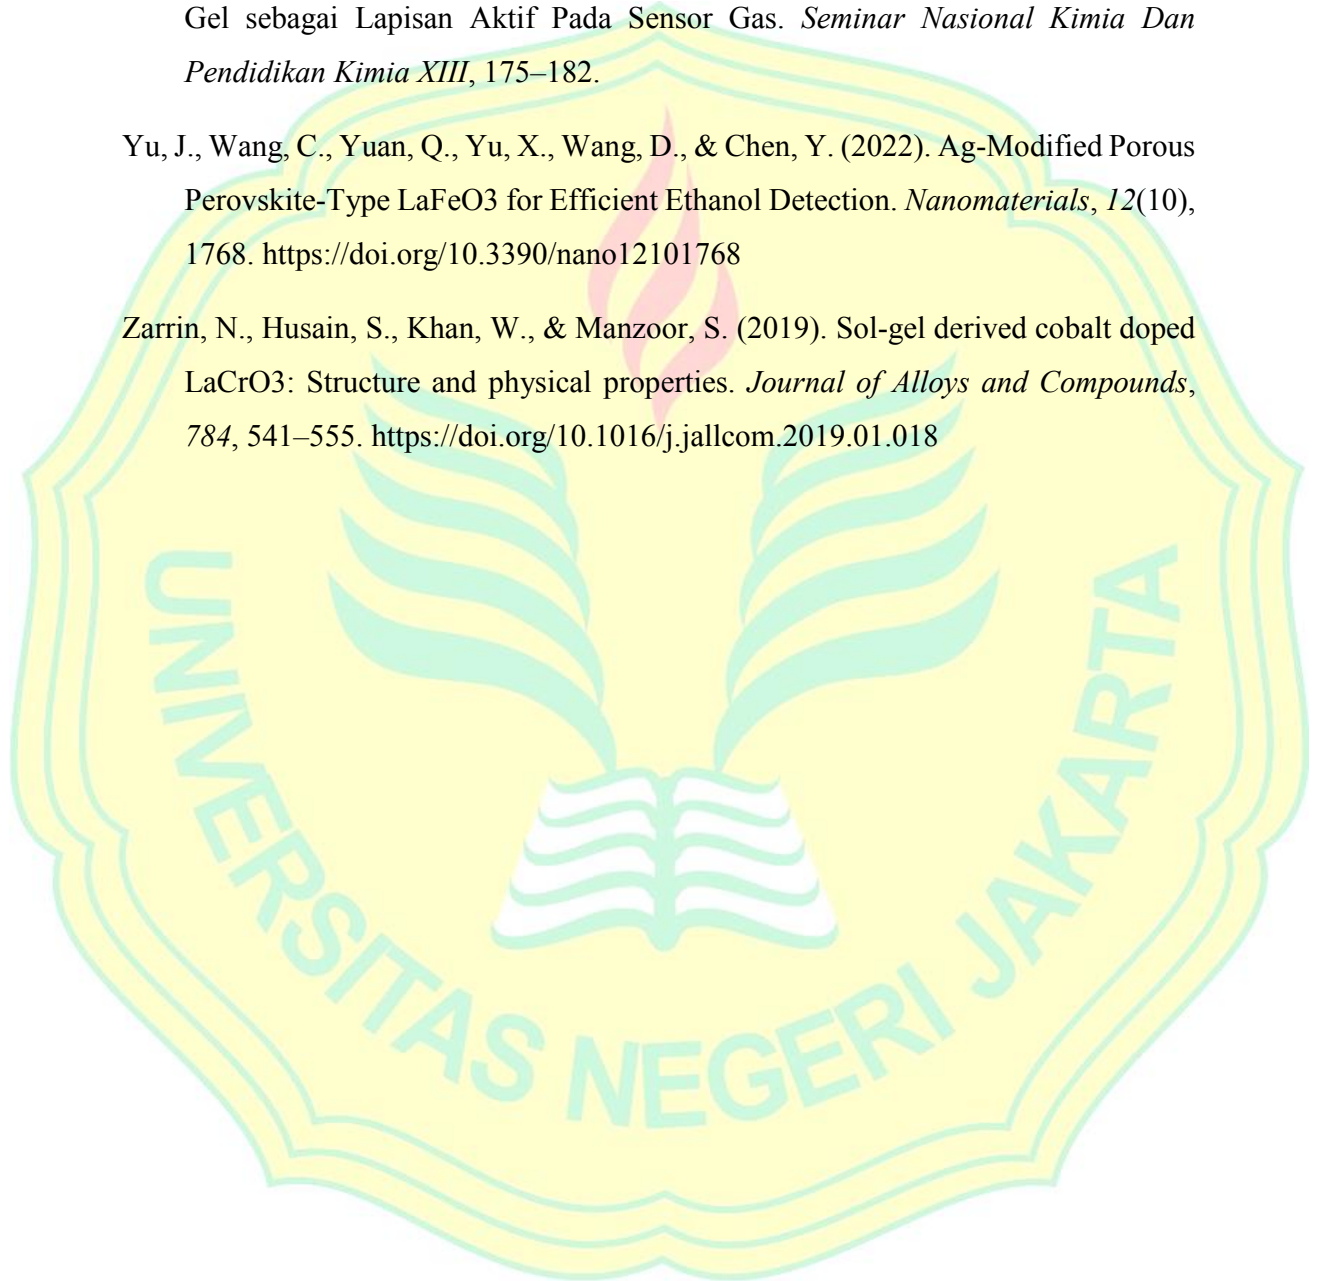 Gel sebagai Lapisan Aktif Pada Sensor Gas. Seminar Nasional Kimia Dan
Pendidikan Kimia XIII, 175–182.
Yu, J., Wang, C., Yuan, Q., Yu, X., Wang, D., & Chen, Y. (2022). Ag-Modified Porous
Perovskite-Type LaFeO3 for Efficient Ethanol Detection. Nanomaterials, 12(10),
1768. https://doi.org/10.3390/nano12101768
Zarrin, N., Husain, S., Khan, W., & Manzoor, S. (2019). Sol-gel derived cobalt doped
LaCrO3: Structure and physical properties. Journal of Alloys and Compounds,
784, 541–555. https://doi.org/10.1016/j.jallcom.2019.01.018
UNIVERSITAS NEGERI JAKARTA